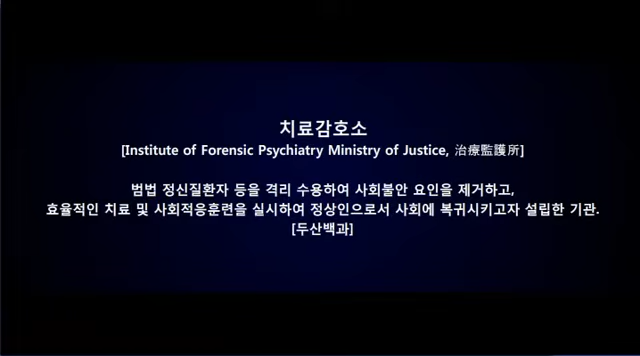 치료감호소
[Institute of Forensic Psychiatry Ministry of Justice, 治療監護所]
범법 정신질환자 등을 격리 수용하여 사회불안 요인을 제거하고,
효율적인 치료 및 사회적응훈련을 실시하여 정상인으로서 사회에 복귀시키고자 설립한 기관.
[두산백과]